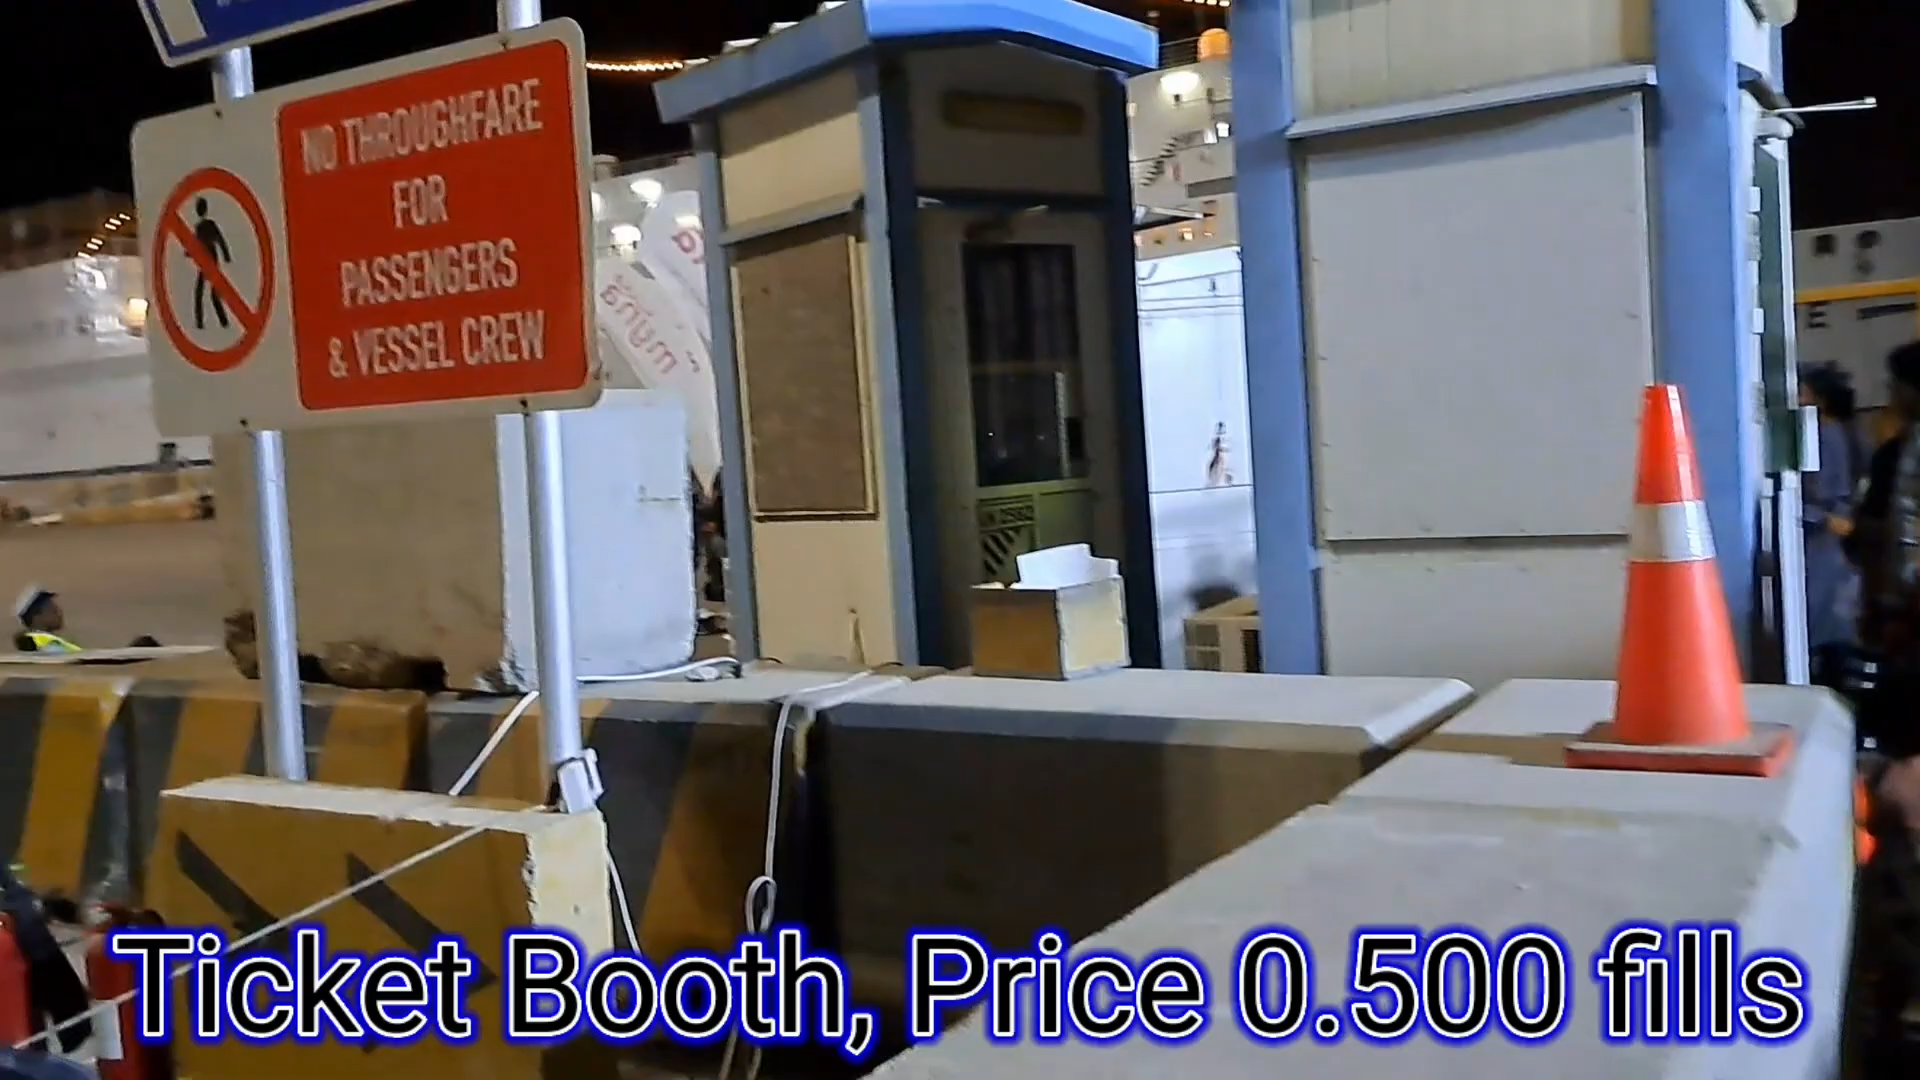 NO THROUGHFARE
FOR
PASSENGERS
& VESSEL CREW
Ticket Booth, Price 0.500 fills